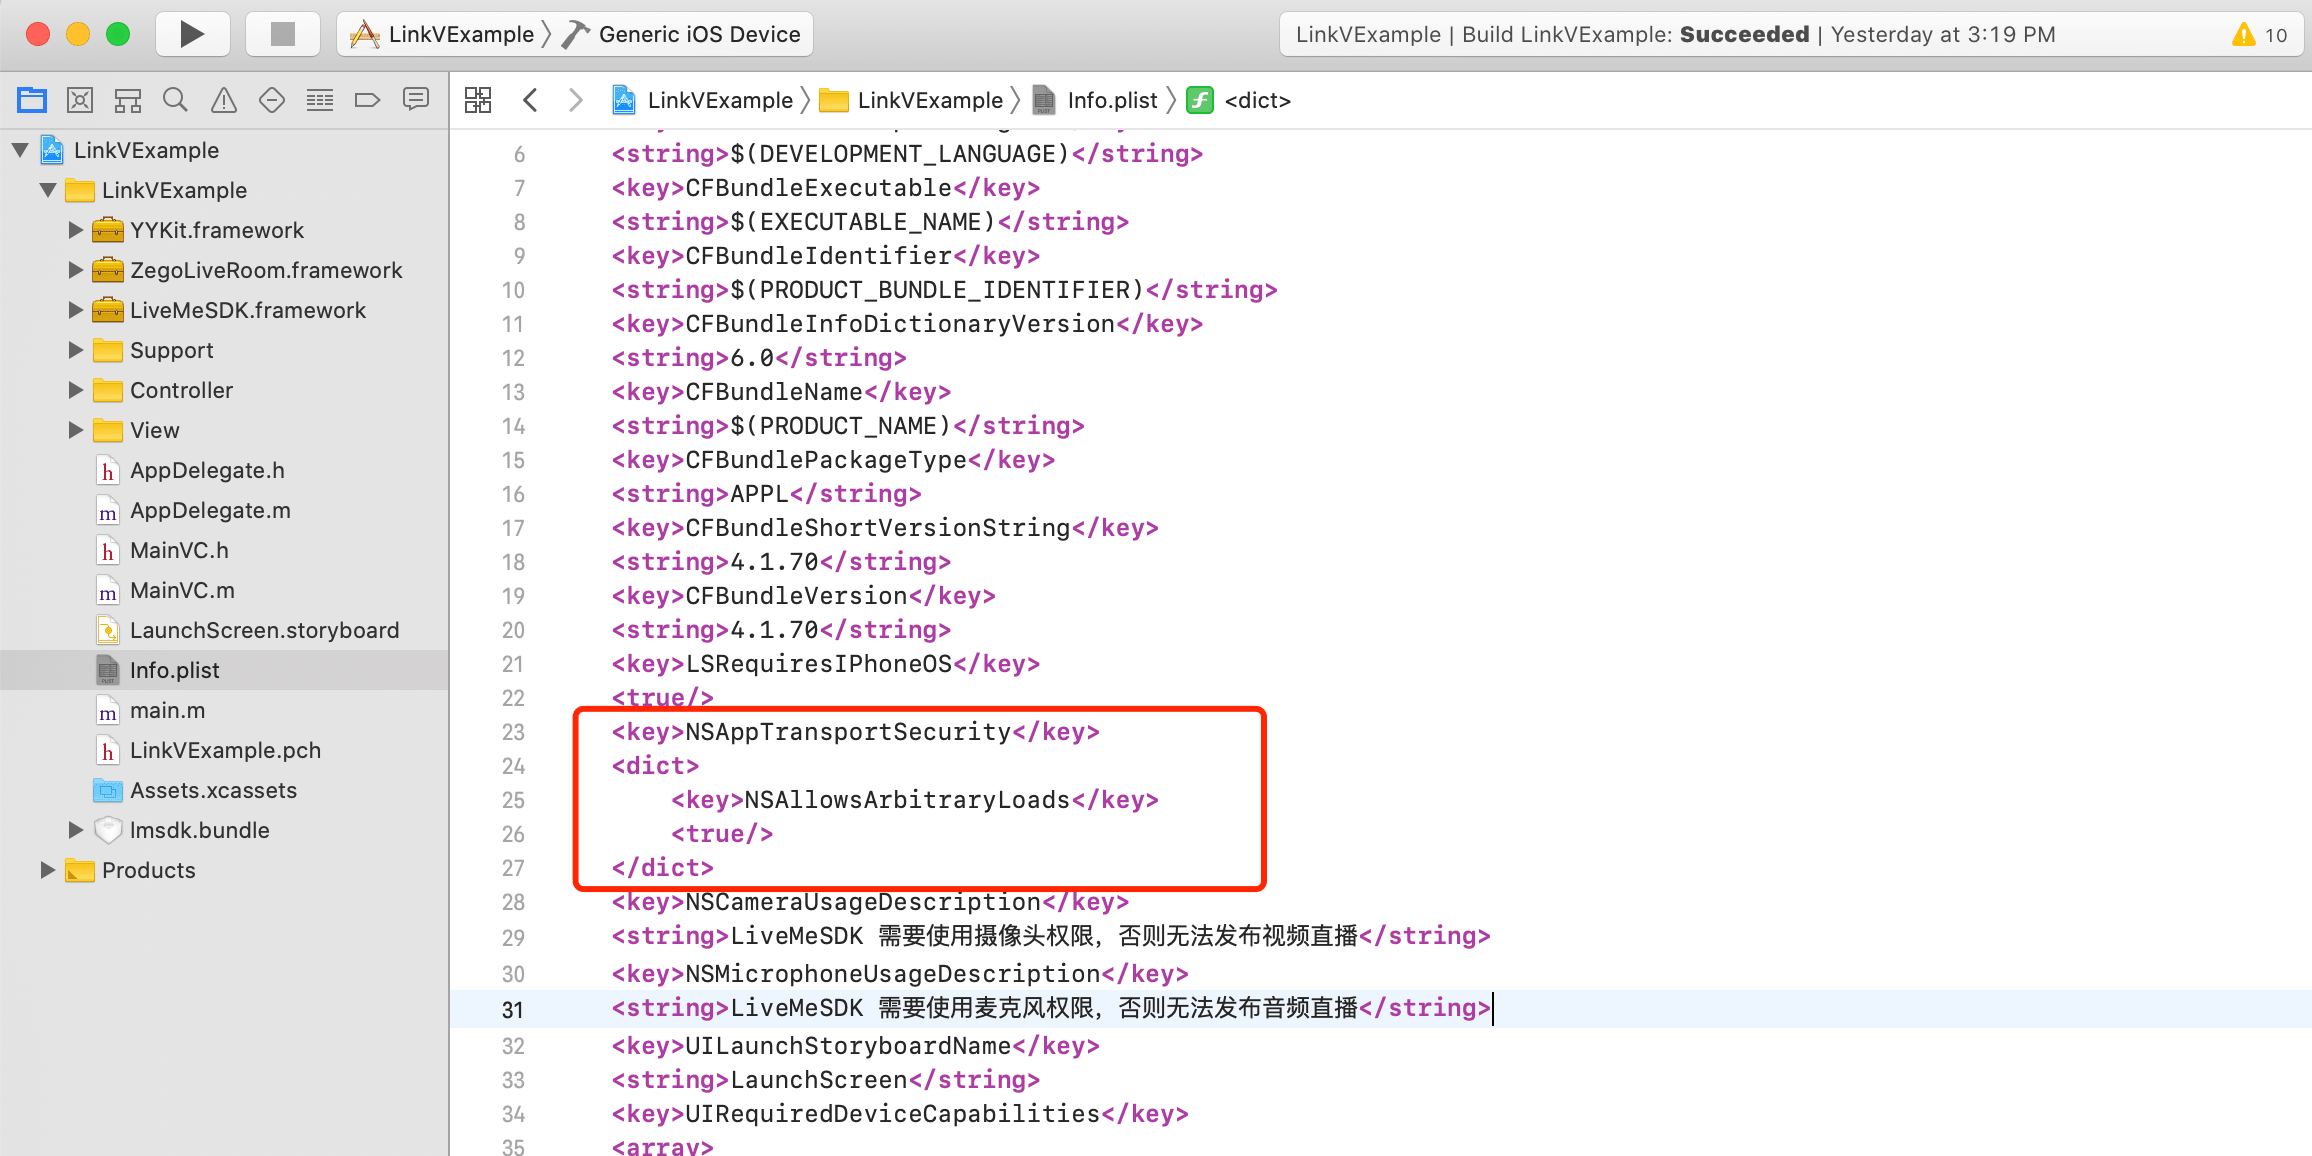 LinkVExample 〉 Generic iOS Device
LinkVExample | Build LinkVExample: Succeeded | Yesterday at 3:19 PM
10
LinkVExample 〉 LinkVExample 〉 Info.plist 〉 <dict>
LinkVExample
LinkVExample
YYKit.framework
ZegoLiveRoom.framework
LiveMeSDK.framework
Support
Controller
View
AppDelegate.h
AppDelegate.m
MainVC.h
MainVC.m
LaunchScreen.storyboard
Info.plist
main.m
LinkVExample.pch
Assets.xcassets
lmsdk.bundle
Products
6 <string>$(DEVELOPMENT_LANGUAGE)</string>
7 <key>CFBundleExecutable</key>
8 <string>$(EXECUTABLE_NAME)</string>
9 <key>CFBundleIdentifier</key>
10 <string>$(PRODUCT_BUNDLE_IDENTIFIER)</string>
11 <key>CFBundleInfoDictionaryVersion</key>
12 <string>6.0</string>
13 <key>CFBundleName</key>
14 <string>$(PRODUCT_NAME)</string>
15 <key>CFBundlePackageType</key>
16 <string>APPL</string>
17 <key>CFBundleShortVersionString</key>
18 <string>4.1.70</string>
19 <key>CFBundleVersion</key>
20 <string>4.1.70</string>
21 <key>LSRequiresIPhoneOS</key>
22 <true/>
23 <key>NSAppTransportSecurity</key>
24 <dict>
25 <key>NSAllowsArbitraryLoads</key>
26 <true/>
27 </dict>
28 <key>NSCameraUsageDescription</key>
29 <string>LiveMeSDK 需要使用摄像头权限，否则无法发布视频直播</string>
30 <key>NSMicrophoneUsageDescription</key>
31 <string>LiveMeSDK 需要使用麦克风权限，否则无法发布音频直播</string>
32 <key>UILaunchStoryboardName</key>
33 <string>LaunchScreen</string>
34 <key>UIRequiredDeviceCapabilities</key>
35 <array>